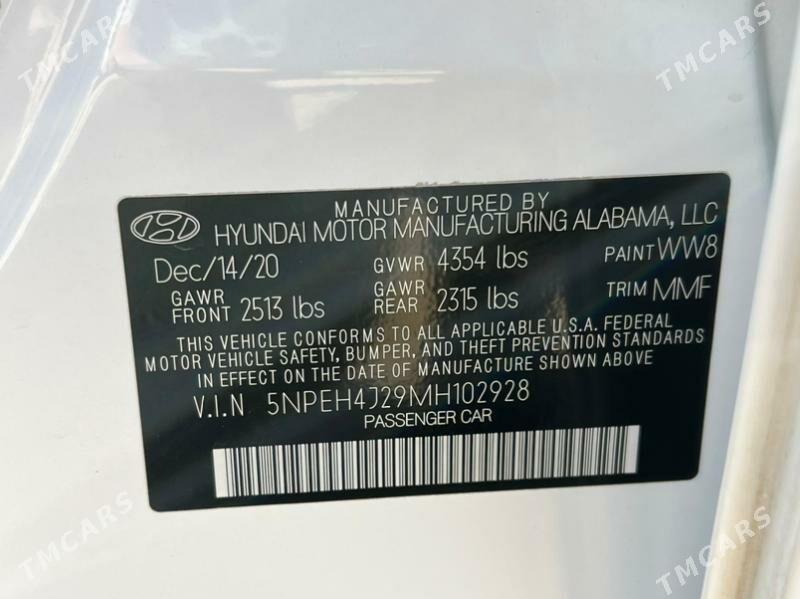 TMCARS
TMCARS
MANUFACTURED BY
HYUNDAI MOTOR MANUFACTURING ALABAMA, LLC
Dec/14/20 GVWR 4354 lbs PAINT WW8
GAWR FRONT 2513 lbs GAWR REAR 2315 lbs TRIM MMF
THIS VEHICLE CONFORMS TO ALL APPLICABLE U.S.A. FEDERAL
MOTOR VEHICLE SAFETY, BUMPER, AND THEFT PREVENTION STANDARDS
IN EFFECT ON THE DATE OF MANUFACTURE SHOWN ABOVE
V.I.N 5NPEH4J29MH102928
PASSENGER CAR
TMCARS
TMCARS